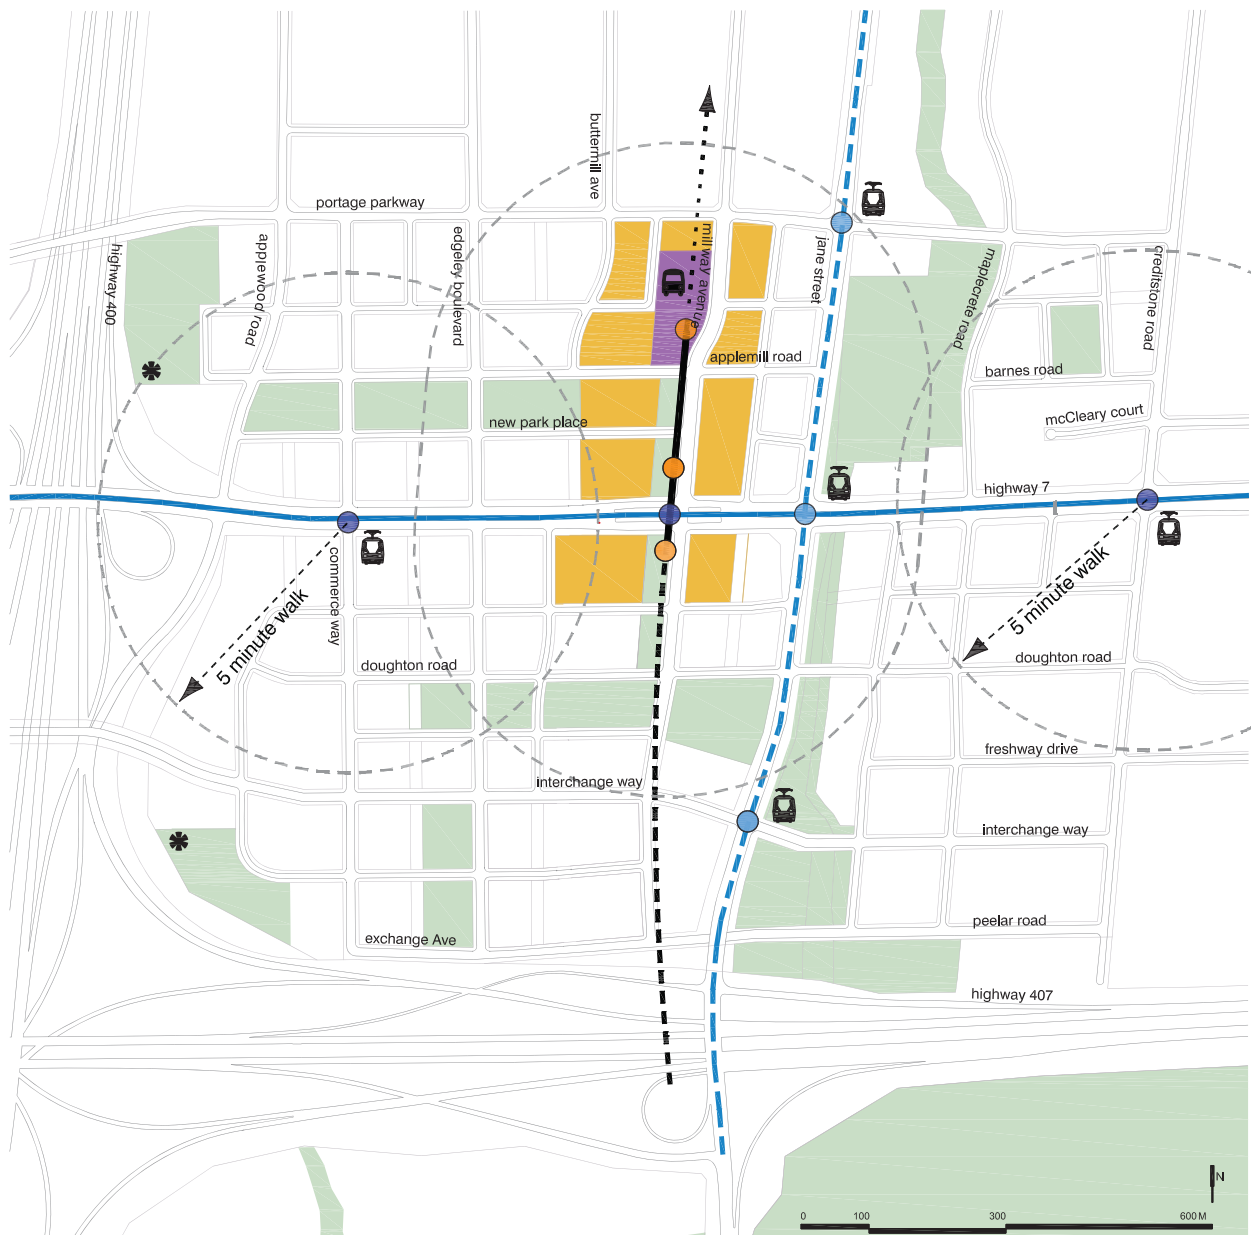 buttermill ave
portage parkway
highway 400
applewood road
edgeley boulevard
millway avenue
jane street
maplecrete road
creditstone road
applemill road
barnes road
new park place
mcCleary court
highway 7
commerce way
5 minute walk
5 minute walk
doughton road
doughton road
freshway drive
interchange way
interchange way
peelar road
exchange Ave
highway 407
N
0 100 300 600 M